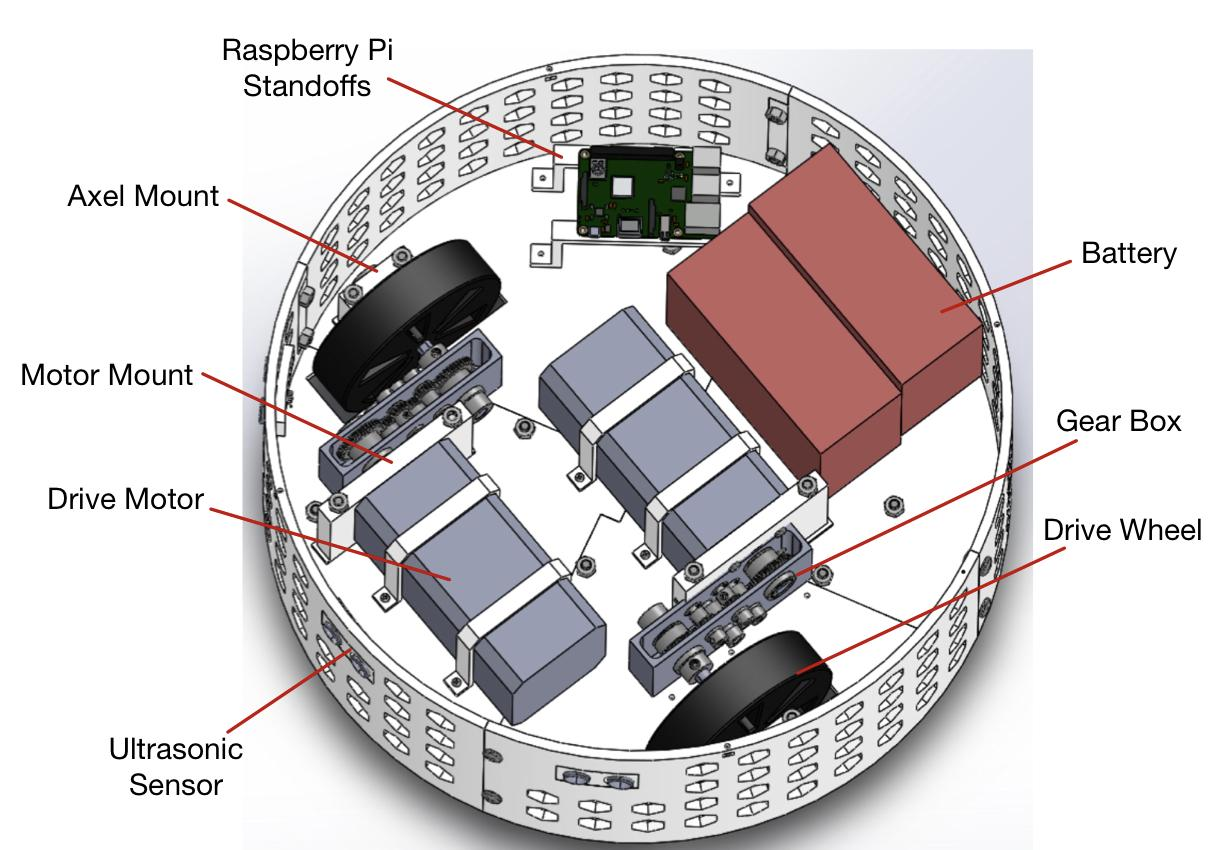 Raspberry Pi
Standoffs
Axel Mount
Battery
Motor Mount
Gear Box
Drive Motor
Drive Wheel
Ultrasonic
Sensor